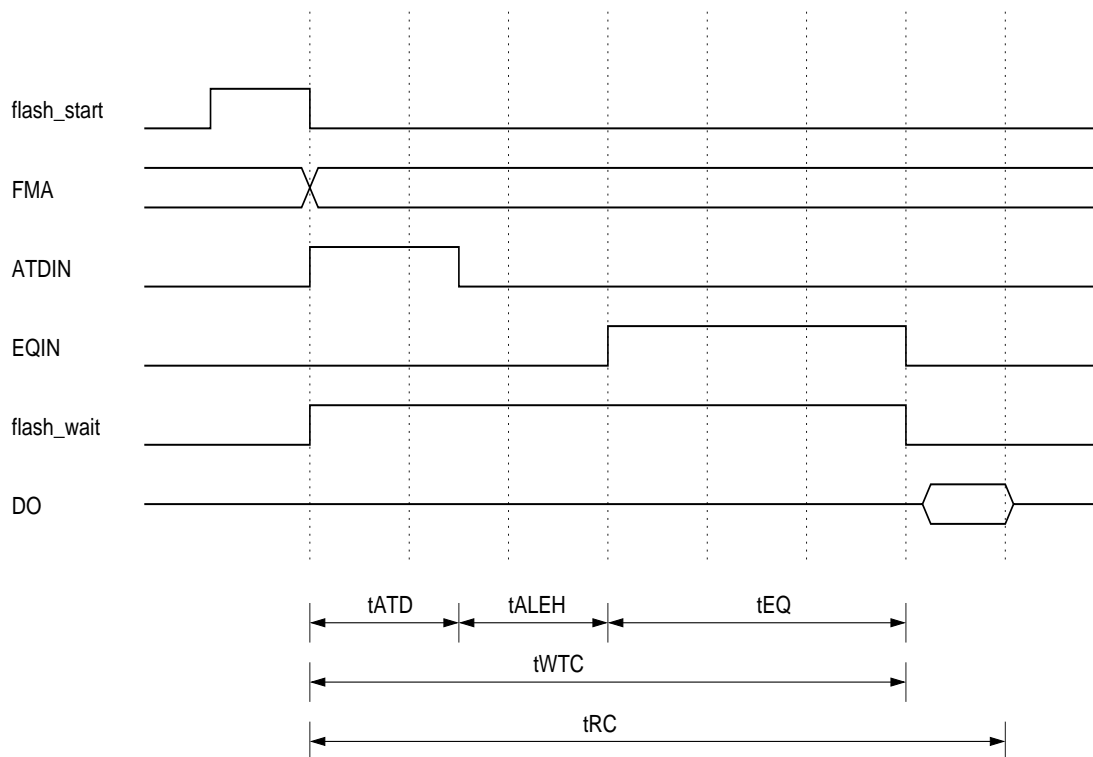 flash_start
FMA
ATDIN
EQIN
flash_wait
DO
tATD tALEH tEQ
tWTC
tRC